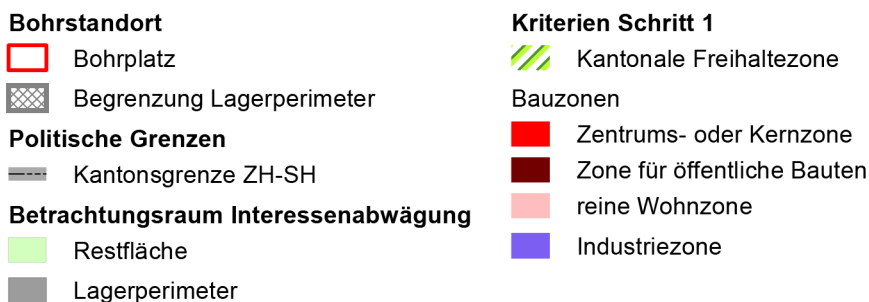 Bohrstandort
Bohrplatz
Begrenzung Lagerperimeter
Politische Grenzen
Kantonsgrenze ZH-SH
Betrachtungsraum Interessenabwägung
Restfläche
Lagerperimeter
Kriterien Schritt 1
Kantonale Freihaltezone
Bauzonen
Zentrums- oder Kernzone
Zone für öffentliche Bauten
reine Wohnzone
Industriezone